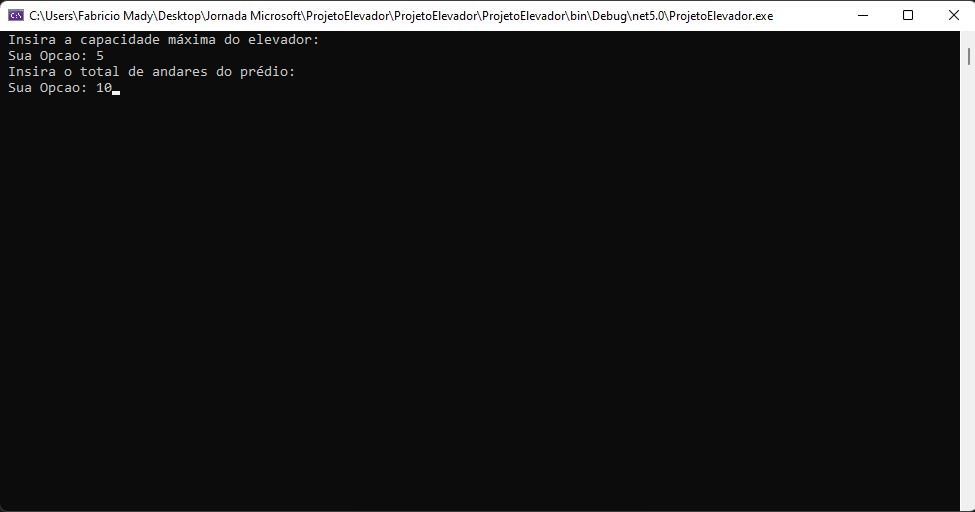 C:\Users\Fabricio Mady\Desktop\Jornada Microsoft\ProjetoElevador\ProjetoElevador\ProjetoElevador\bin\Debug\net5.0\ProjetoElevador.exe
Insira a capacidade máxima do elevador:
Sua Opcao: 5
Insira o total de andares do prédio:
Sua Opcao: 10